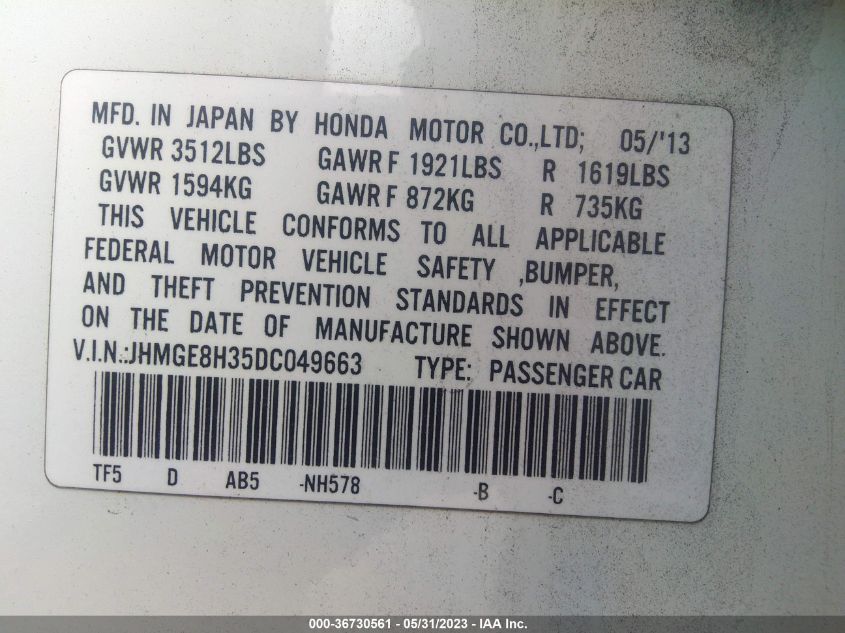 MFD. IN JAPAN BY HONDA MOTOR CO.,LTD; 05/'13
GVWR 3512LBS GAWR F 1921LBS R 1619LBS
GVWR 1594KG GAWR F 872KG R 735KG
THIS VEHICLE CONFORMS TO ALL APPLICABLE
FEDERAL MOTOR VEHICLE SAFETY ,BUMPER,
AND THEFT PREVENTION STANDARDS IN EFFECT
ON THE DATE OF MANUFACTURE SHOWN ABOVE.
V.I.N.:JHMGE8H35DC049663 TYPE: PASSENGER CAR
TF5 D AB5 -NH578 -B -C
000-36730561 - 05/31/2023 - IAA Inc.